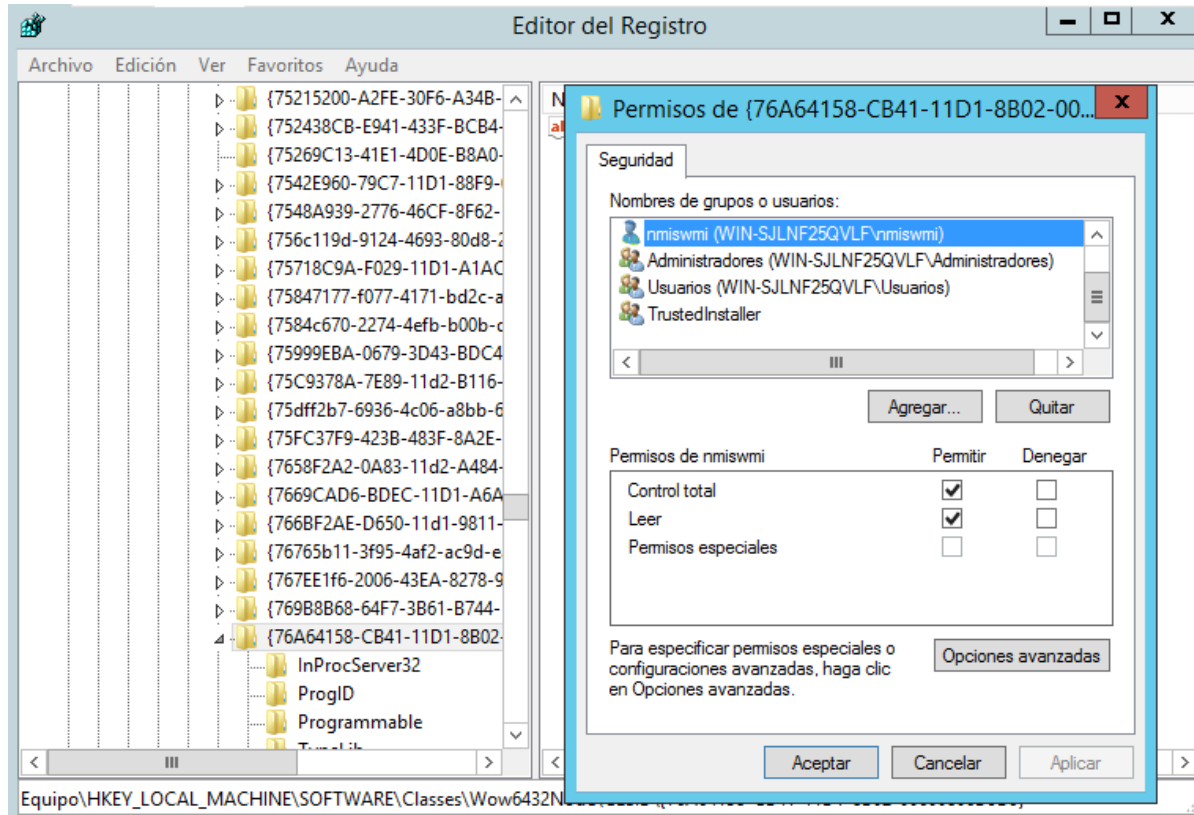 Editor del Registro
Archivo Edición Ver Favoritos Ayuda
{75215200-A2FE-30F6-A34B-
{752438CB-E941-433F-BCB4-
{75269C13-41E1-4D0E-B8A0-
{7542E960-79C7-11D1-88F9-
{7548A939-2776-46CF-8F62-
{756c119d-9124-4693-80d8-2
{75718C9A-F029-11D1-A1AC
{75847177-f077-4171-bd2c-a
{7584c670-2274-4efb-b00b-c
{75999EBA-0679-3D43-BDC4
{75C9378A-7E89-11d2-B116-
{75dff2b7-6936-4c06-a8bb-6
{75FC37F9-423B-483F-8A2E-
{7658F2A2-0A83-11d2-A484-
{7669CAD6-BDEC-11D1-A6A
{766BF2AE-D650-11d1-9811-
{76765b11-3f95-4af2-ac9d-e
{767EE1f6-2006-43EA-8278-9
{769B8B68-64F7-3B61-B744-
{76A64158-CB41-11D1-8B02-
InProcServer32
ProgID
Programmable
N
Permisos de {76A64158-CB41-11D1-8B02-00...
Seguridad
Nombres de grupos o usuarios:
nmiswmi (WIN-SJLNF25QVLF\nmiswmi)
Administradores (WIN-SJLNF25QVLF\Administradores)
Usuarios (WIN-SJLNF25QVLF\Usuarios)
TrustedInstaller
Agregar... Quitar
Permisos de nmiswmi Permitir Denegar
Control total
Leer
Permisos especiales
Para especificar permisos especiales o
configuraciones avanzadas, haga clic
en Opciones avanzadas.
Opciones avanzadas
Aceptar Cancelar Aplicar
Equipo\HKEY_LOCAL_MACHINE\SOFTWARE\Classes\Wow6432N